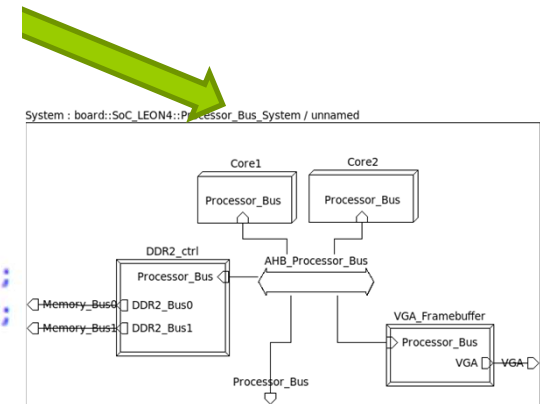 System : board::SoC_LEON4::Processor_Bus_System / unnamed
Core1
Core2
Processor_Bus
Processor_Bus
DDR2_ctrl
AHB_Processor_Bus
Processor_Bus
;
Memory_Bus0
DDR2_Bus0
;
Memory_Bus1
DDR2_Bus1
VGA_Framebuffer
Processor_Bus
VGA
VGA
Processor_Bus